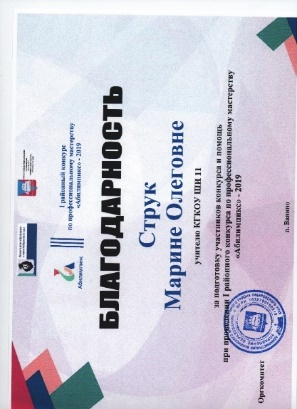 Абилимпикс
I районный конкурс
по профессиональному мастерству
«Абилимпикс» - 2019
БЛАГОДАРНОСТЬ
Струк
Марине Олеговне
учителю КГКОУ ШИ 11
за подготовку участников конкурса и помощь
при проведении I районного конкурса по профессиональному мастерству
«Абилимпикс» - 2019
Оргкомитет
п. Ванино